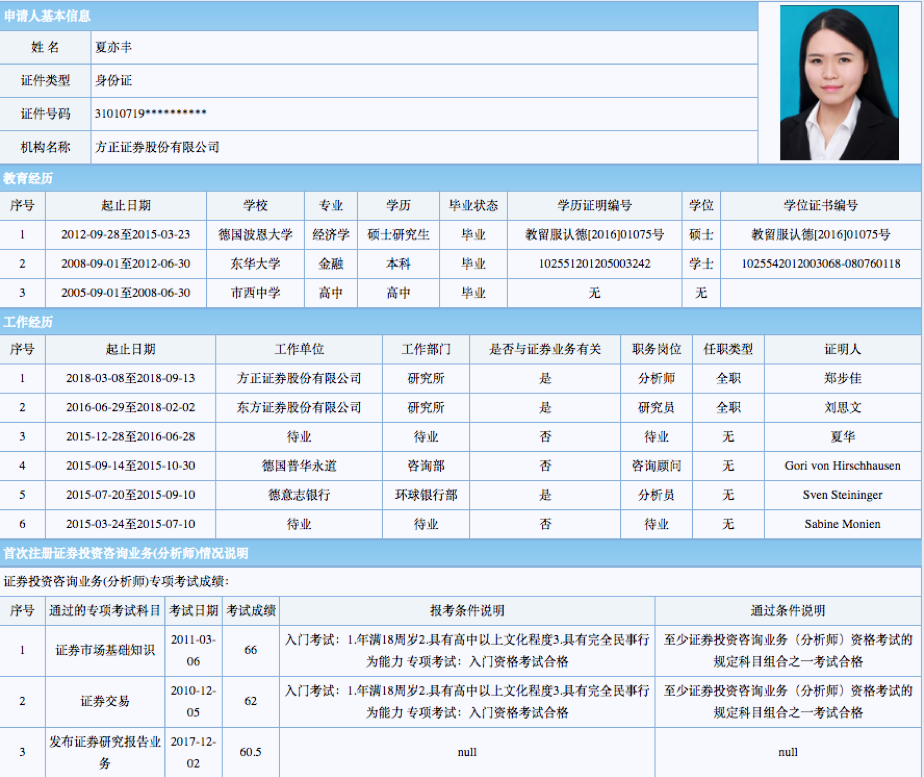 申请人基本信息
姓 名 夏亦丰
证件类型 身份证
证件号码 31010719**********
机构名称 方正证券股份有限公司
教育经历
序号 起止日期 学校 专业 学历 毕业状态 学历证明编号 学位 学位证书编号
1 2012-09-28至2015-03-23 德国波恩大学 经济学 硕士研究生 毕业 教留服认德[2016]01075号 硕士 教留服认德[2016]01075号
2 2008-09-01至2012-06-30 东华大学 金融 本科 毕业 102551201205003242 学士 1025542012003068-080760118
3 2005-09-01至2008-06-30 市西中学 高中 高中 毕业 无 无
工作经历
序号 起止日期 工作单位 工作部门 是否与证券业务有关 职务岗位 任职类型 证明人
1 2018-03-08至2018-09-13 方正证券股份有限公司 研究所 是 分析师 全职 郑步佳
2 2016-06-29至2018-02-02 东方证券股份有限公司 研究所 是 研究员 全职 刘思文
3 2015-12-28至2016-06-28 待业 待业 否 待业 无 夏华
4 2015-09-14至2015-10-30 德国普华永道 咨询部 否 咨询顾问 无 Gori von Hirschhausen
5 2015-07-20至2015-09-10 德意志银行 环球银行部 是 分析员 无 Sven Steininger
6 2015-03-24至2015-07-10 待业 待业 否 待业 无 Sabine Monien
首次注册证券投资咨询业务(分析师)情况说明
证券投资咨询业务(分析师)专项考试成绩：
序号 通过的专项考试科目 考试日期 考试成绩 报考条件说明 通过条件说明
1 证券市场基础知识 2011-03-06 66 入门考试：1.年满18周岁2.具有高中以上文化程度3.具有完全民事行为能力 专项考试：入门资格考试合格 至少证券投资咨询业务（分析师）资格考试的规定科目组合之一考试合格
2 证券交易 2010-12-05 62 入门考试：1.年满18周岁2.具有高中以上文化程度3.具有完全民事行为能力 专项考试：入门资格考试合格 至少证券投资咨询业务（分析师）资格考试的规定科目组合之一考试合格
3 发布证券研究报告业务 2017-12-02 60.5 null null